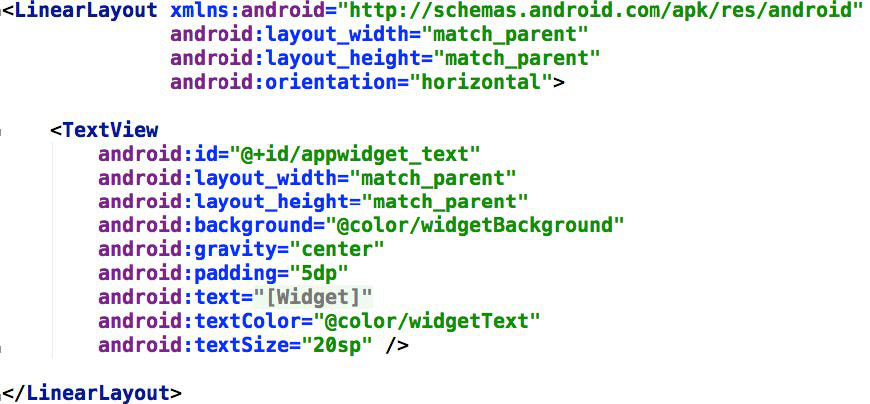 <LinearLayout xmlns:android="http://schemas.android.com/apk/res/android"
android:layout_width="match_parent"
android:layout_height="match_parent"
android:orientation="horizontal">
<TextView
android:id="@+id/appwidget_text"
android:layout_width="match_parent"
android:layout_height="match_parent"
android:background="@color/widgetBackground"
android:gravity="center"
android:padding="5dp"
android:text="[Widget]"
android:textColor="@color/widgetText"
android:textSize="20sp" />
</LinearLayout>